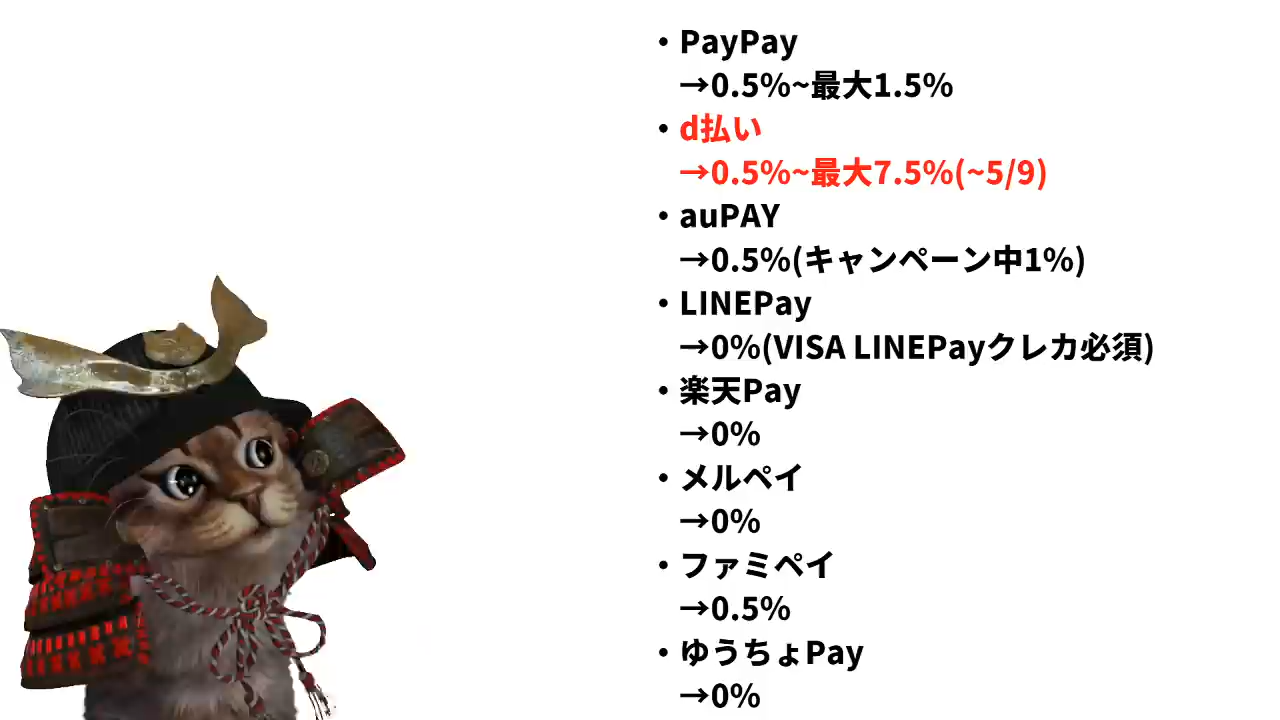 ・PayPay
→0.5%~最大1.5%
・d払い
→0.5%~最大7.5%(~5/9)
・auPAY
→0.5%(キャンペーン中1%)
・LINEPay
→0%(VISA LINEPayクレカ必須)
・楽天Pay
→0%
・メルペイ
→0%
・ファミペイ
→0.5%
・ゆうちょPay
→0%